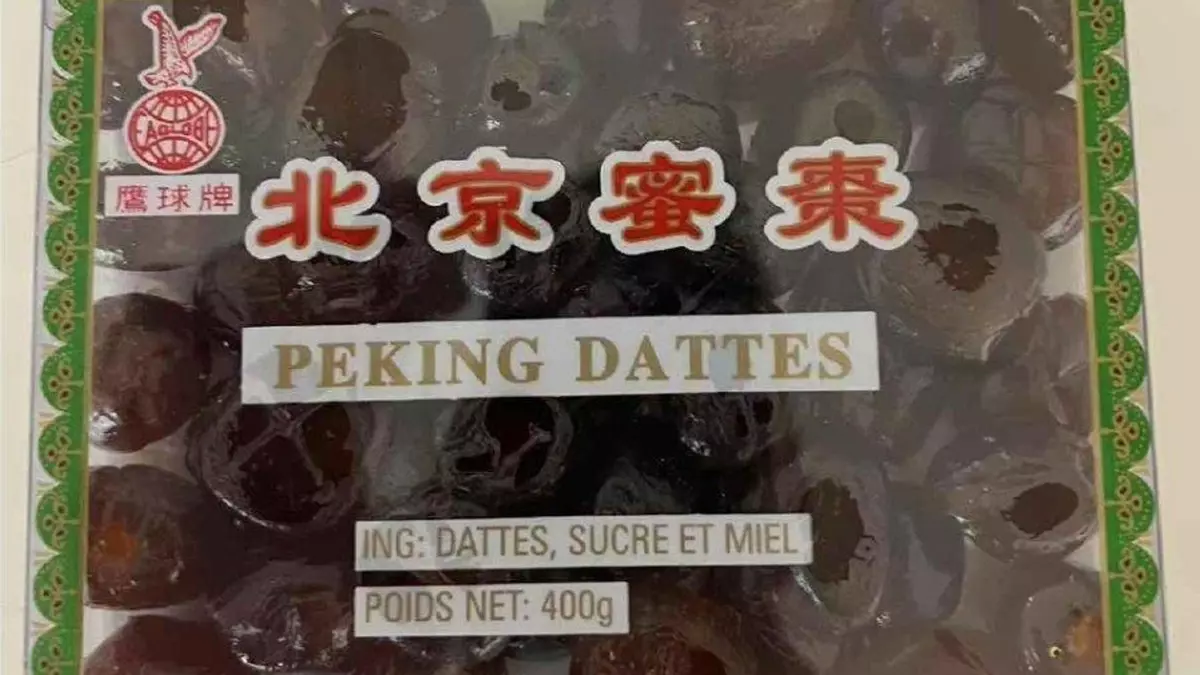 EAGLOBE
鷹球牌
北京蜜棗
PEKING DATTES
ING: DATTES, SUCRE ET MIEL
POIDS NET: 400g